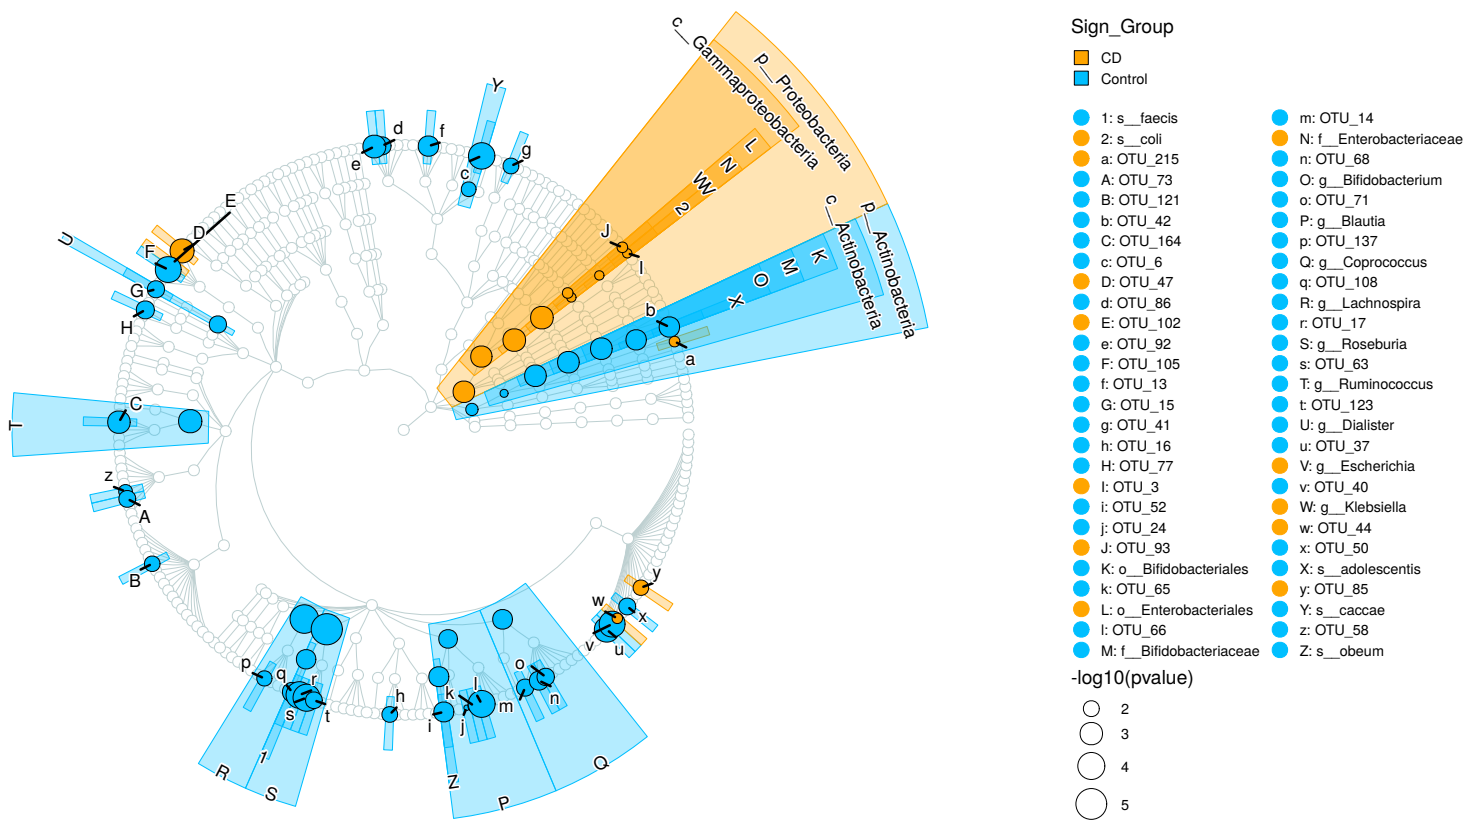 Sign_Group
CD
Control
1: s__faecis
2: s__coli
a: OTU_215
A: OTU_73
B: OTU_121
b: OTU_42
C: OTU_164
c: OTU_6
D: OTU_47
d: OTU_86
E: OTU_102
e: OTU_92
F: OTU_105
f: OTU_13
G: OTU_15
g: OTU_41
h: OTU_16
H: OTU_77
I: OTU_3
i: OTU_52
j: OTU_24
J: OTU_93
K: o__Bifidobacteriales
k: OTU_65
L: o__Enterobacteriales
l: OTU_66
M: f__Bifidobacteriaceae
m: OTU_14
N: f__Enterobacteriaceae
n: OTU_68
O: g__Bifidobacterium
o: OTU_71
P: g__Blautia
p: OTU_137
Q: g__Coprococcus
q: OTU_108
R: g__Lachnospira
r: OTU_17
S: g__Roseburia
s: OTU_63
T: g__Ruminococcus
t: OTU_123
U: g__Dialister
u: OTU_37
V: g__Escherichia
v: OTU_40
W: g__Klebsiella
w: OTU_44
x: OTU_50
X: s__adolescentis
y: OTU_85
Y: s__caccae
z: OTU_58
Z: s__obeum
-log10(pvalue)
2
3
4
5
c__Gammaproteobacteria
p__Proteobacteria
c__Actinobacteria
p__Actinobacteria
L
N
2
K
M
O
X
J
I
b
a
Y
g
c
f
d
e
E
D
F
U
G
H
C
T
z
A
B
p
q
r
s
t
1
R
S
h
i
k
l
j
m
o
n
Z
P
Q
w
v
u
x
y